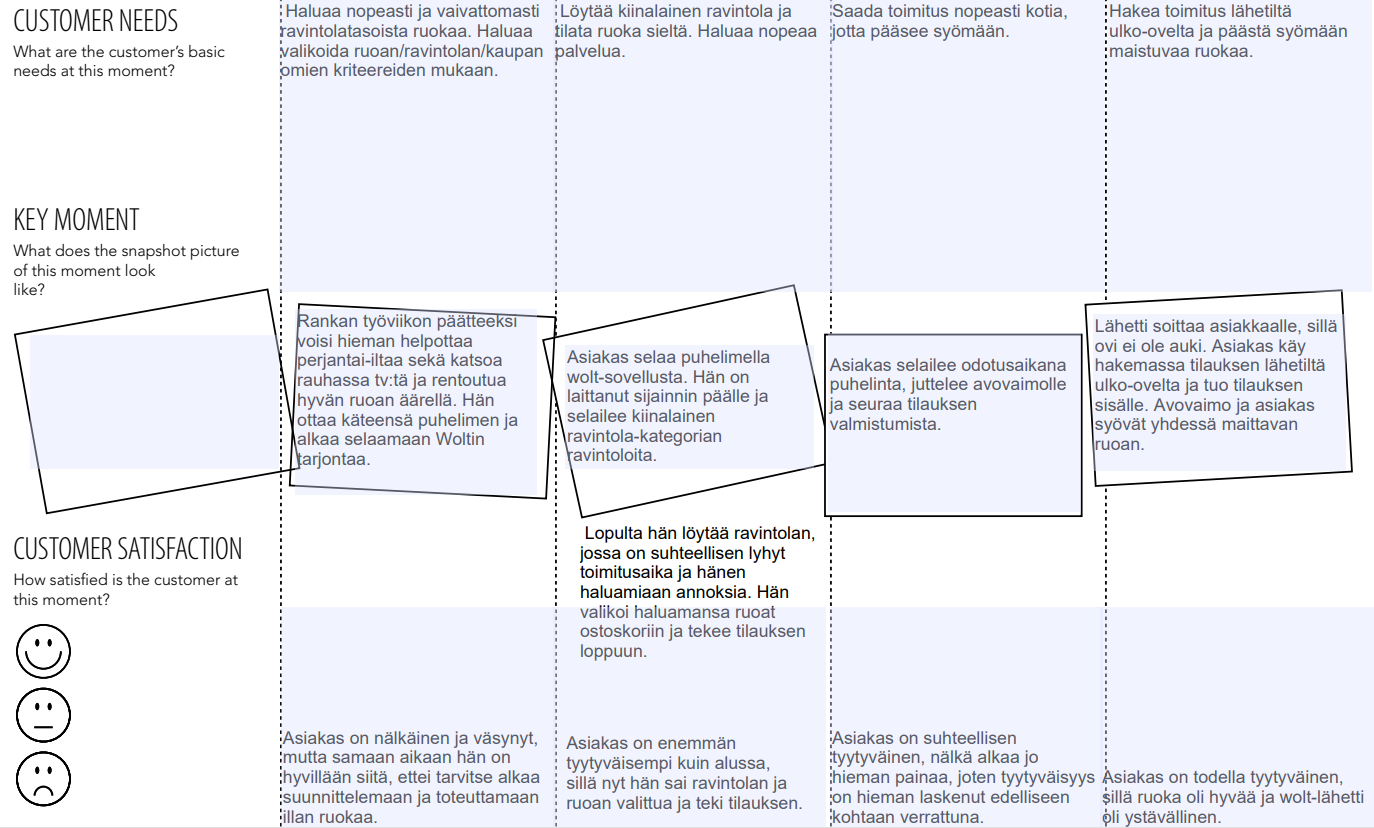 CUSTOMER NEEDS
What are the customer's basic
needs at this moment?
Haluaa nopeasti ja vaivattomasti
ravintolatasoista ruokaa. Haluaa
valikoida ruoan/ravintolan/kaupan
omien kriteereiden mukaan.
Löytää kiinalainen ravintola ja
tilata ruoka sieltä. Haluaa nopeaa
palvelua.
Saada toimitus nopeasti kotia,
jotta pääsee syömään.
Hakea toimitus lähetiltä
ulko-ovelta ja päästä syömään
maistuvaa ruokaa.
KEY MOMENT
What does the snapshot picture
of this moment look
like?
Rankan työviikon päätteeksi
voisi hieman helpottaa
perjantai-iltaa sekä katsoa
rauhassa tv:tä ja rentoutua
hyvän ruoan äärellä. Hän
ottaa käteensä puhelimen ja
alkaa selaamaan Woltin
tarjontaa.
Asiakas selaa puhelimella
wolt-sovellusta. Hän on
laittanut sijainnin päälle ja
selailee kiinalainen
ravintola-kategorian
ravintoloita.
Asiakas selailee odotusaikana
puhelinta, juttelee avovaimolle
ja seuraa tilauksen
valmistumista.
Lähetti soittaa asiakkaalle, sillä
ovi ei ole auki. Asiakas käy
hakemassa tilauksen lähetiltä
ulko-ovelta ja tuo tilauksen
sisälle. Avovaimo ja asiakas
syövät yhdessä maittavan
ruoan.
Lopulta hän löytää ravintolan,
jossa on suhteellisen lyhyt
toimitusaika ja hänen
haluamiaan annoksia. Hän
valikoi haluamansa ruoat
ostoskoriin ja tekee tilauksen
loppuun.
CUSTOMER SATISFACTION
How satisfied is the customer at
this moment?
Asiakas on nälkäinen ja väsynyt,
mutta samaan aikaan hän on
hyvillään siitä, ettei tarvitse alkaa
suunnittelemaan ja toteuttamaan
illan ruokaa.
Asiakas on enemmän
tyytyväisempi kuin alussa,
sillä nyt hän sai ravintolan ja
ruoan valittua ja teki tilauksen.
Asiakas on suhteellisen
tyytyväinen, nälkä alkaa jo
hieman painaa, joten tyytyväisyys
on hieman laskenut edelliseen
kohtaan verrattuna.
Asiakas on todella tyytyväinen,
sillä ruoka oli hyvää ja wolt-lähetti
oli ystävällinen.